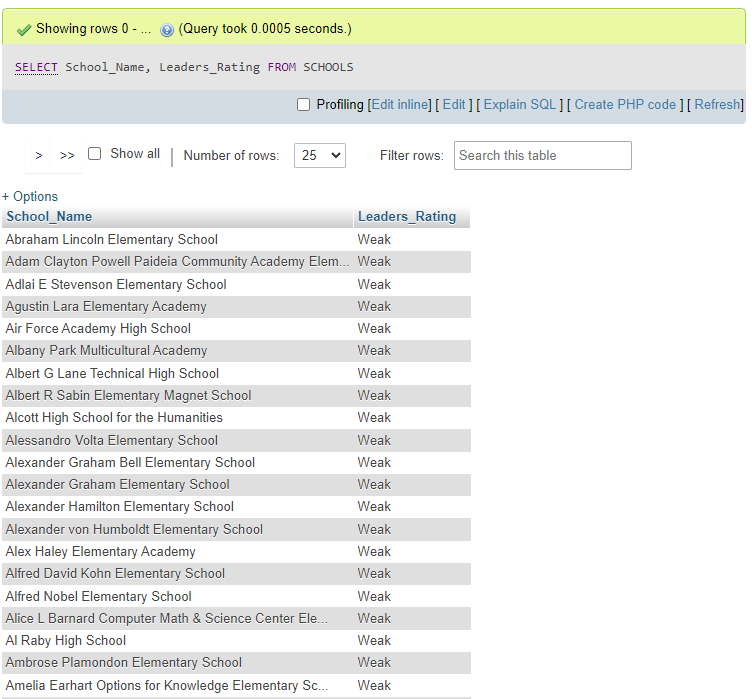 Showing rows 0 - ... (Query took 0.0005 seconds.)
SELECT School_Name, Leaders_Rating FROM SCHOOLS
Profiling [Edit inline] [ Edit ] [ Explain SQL ] [ Create PHP code ] [ Refresh]
> >> Show all | Number of rows: 25 Filter rows: Search this table
+ Options
School_Name Leaders_Rating
Abraham Lincoln Elementary School Weak
Adam Clayton Powell Paideia Community Academy Elem... Weak
Adlai E Stevenson Elementary School Weak
Agustin Lara Elementary Academy Weak
Air Force Academy High School Weak
Albany Park Multicultural Academy Weak
Albert G Lane Technical High School Weak
Albert R Sabin Elementary Magnet School Weak
Alcott High School for the Humanities Weak
Alessandro Volta Elementary School Weak
Alexander Graham Bell Elementary School Weak
Alexander Graham Elementary School Weak
Alexander Hamilton Elementary School Weak
Alexander von Humboldt Elementary School Weak
Alex Haley Elementary Academy Weak
Alfred David Kohn Elementary School Weak
Alfred Nobel Elementary School Weak
Alice L Barnard Computer Math & Science Center Ele... Weak
Al Raby High School Weak
Ambrose Plamondon Elementary School Weak
Amelia Earhart Options for Knowledge Elementary Sc... Weak